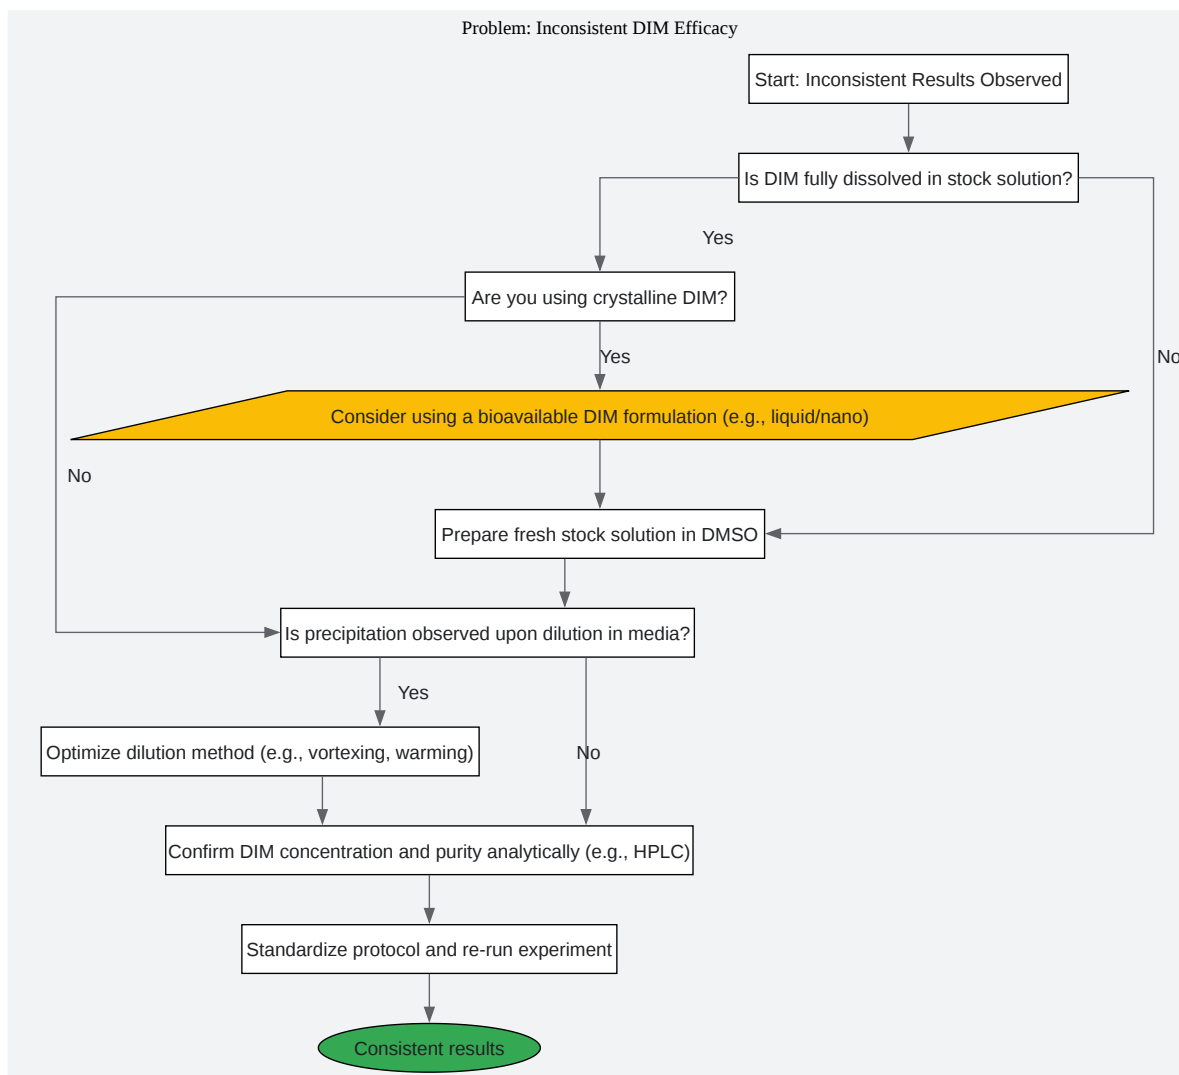 Problem: Inconsistent DIM Efficacy
Start: Inconsistent Results Observed
Is DIM fully dissolved in stock solution?
Yes
Are you using crystalline DIM?
Yes
No
Consider using a bioavailable DIM formulation (e.g., liquid/nano)
No
Prepare fresh stock solution in DMSO
Is precipitation observed upon dilution in media?
Yes
Optimize dilution method (e.g., vortexing, warming)
No
Confirm DIM concentration and purity analytically (e.g., HPLC)
Standardize protocol and re-run experiment
Consistent results